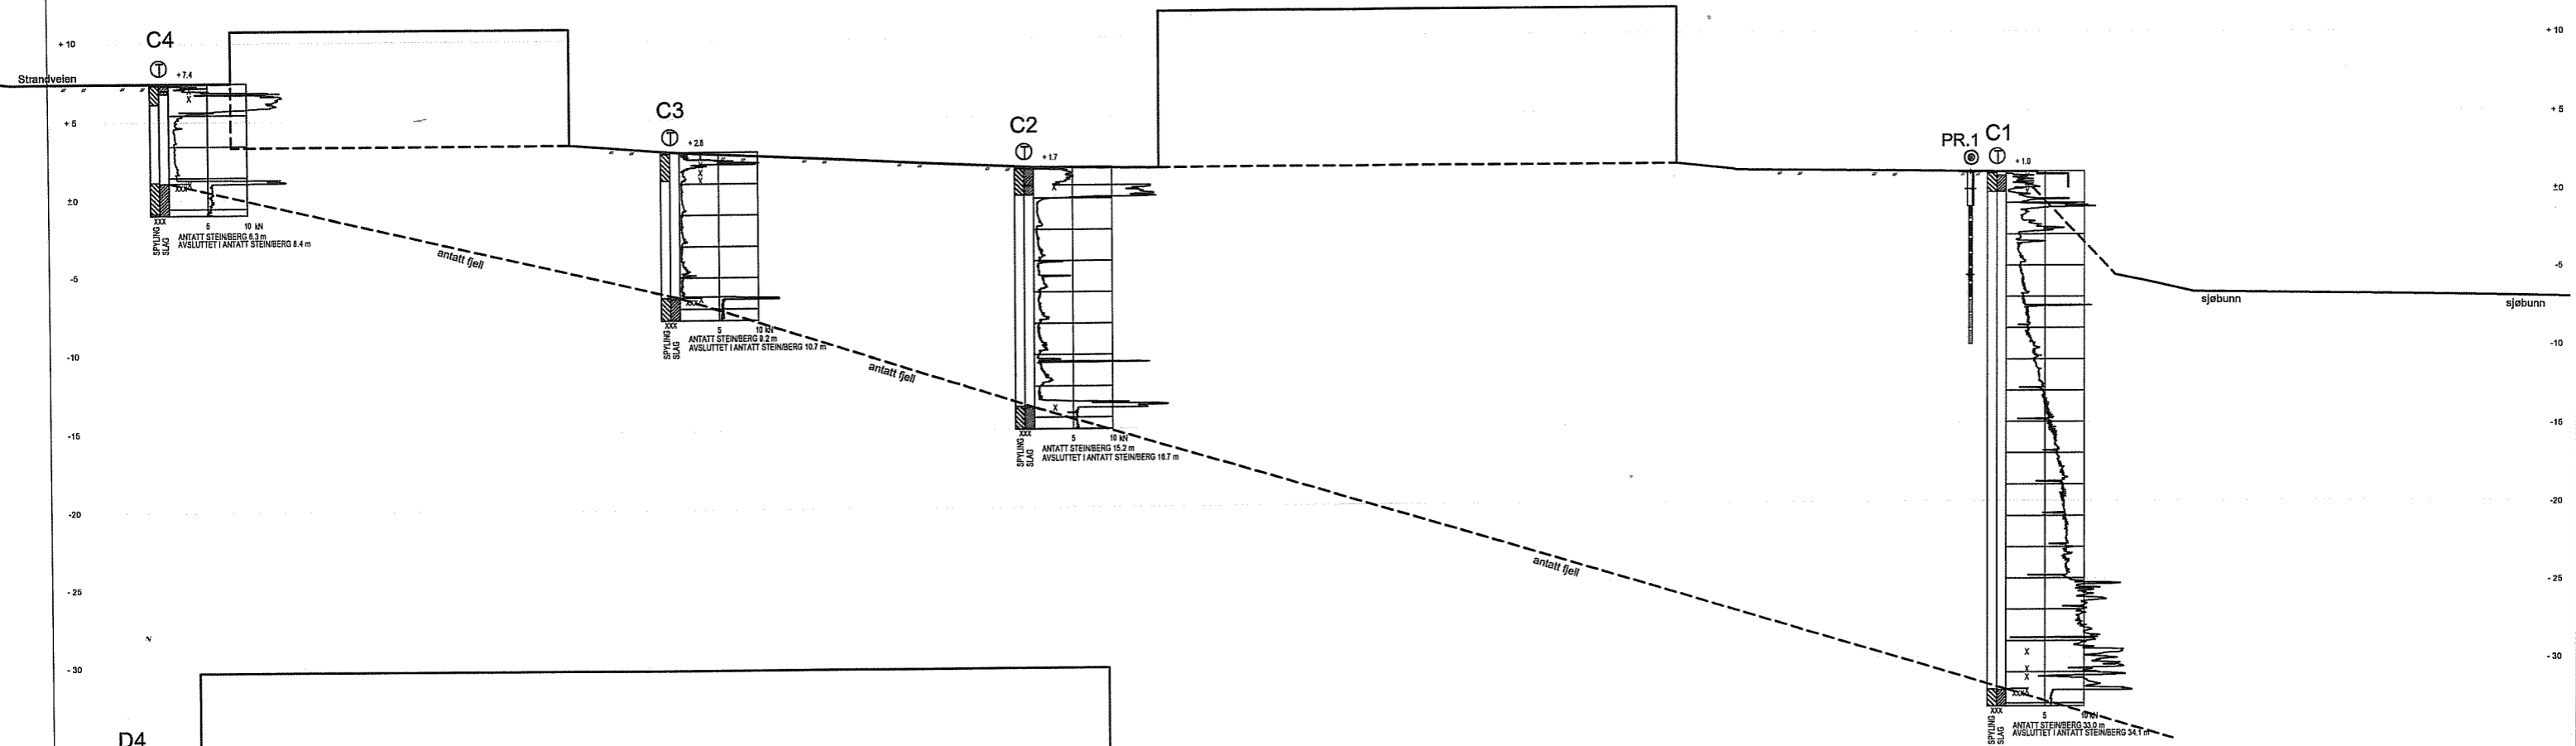 + 10
C4
+ 10
Strandveien
+ 7.4
+ 5
C3
C2
PR.1 C1
+ 5
+ 2.8
+ 1.7
+ 1.0
±0
±0
X
X
XXX
5 10 kN
ANTATT STEIN/BERG 6.3 m
AVSLUTTET I ANTATT STEIN/BERG 8.4 m
SPYLING
SLAG
antatt fjell
-5
-5
sjøbunn
sjøbunn
XXX
5 10 kN
ANTATT STEIN/BERG 9.2 m
AVSLUTTET I ANTATT STEIN/BERG 10.7 m
SPYLING
SLAG
-10
-10
antatt fjell
-15
-15
XXX
5 10 kN
ANTATT STEIN/BERG 15.2 m
AVSLUTTET I ANTATT STEIN/BERG 16.7 m
SPYLING
SLAG
-20
-20
antatt fjell
- 25
- 25
- 30
- 30
XXX
5 10 kN
ANTATT STEIN/BERG 33.0 m
AVSLUTTET I ANTATT STEIN/BERG 34.1 m
SPYLING
SLAG
D4